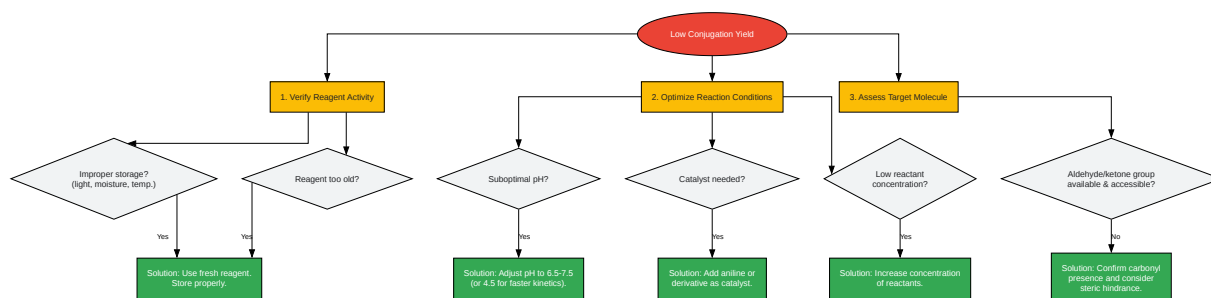 Low Conjugation Yield
1. Verify Reagent Activity
2. Optimize Reaction Conditions
3. Assess Target Molecule
Improper storage?
(light, moisture, temp.)
Reagent too old?
Suboptimal pH?
Catalyst needed?
Low reactant
concentration?
Aldehyde/ketone group
available & accessible?
Yes
Yes
Yes
Yes
Yes
No
Solution: Use fresh reagent.
Store properly.
Solution: Adjust pH to 6.5-7.5
(or 4.5 for faster kinetics).
Solution: Add aniline or
derivative as catalyst.
Solution: Increase concentration
of reactants.
Solution: Confirm carbonyl
presence and consider
steric hindrance.